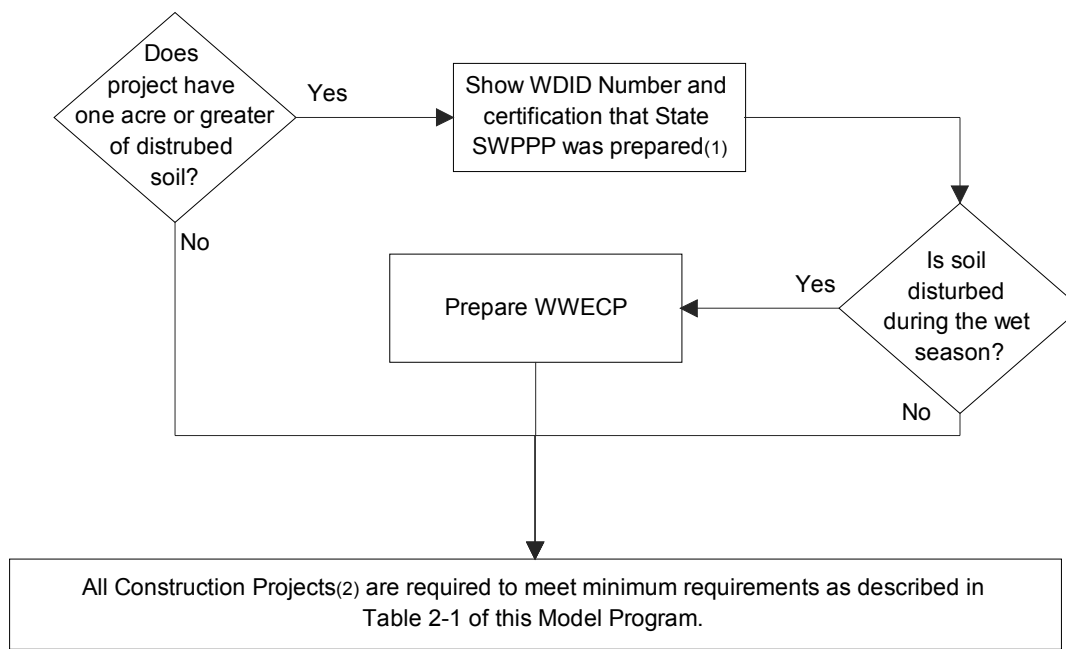 Does
project have
one acre or greater
of distrubed
soil?
Yes
Show WDID Number and
certification that State
SWPPP was prepared(1)
No
Is soil
disturbed
during the wet
season?
Yes
Prepare WWECP
No
All Construction Projects(2) are required to meet minimum requirements as described in
Table 2-1 of this Model Program.